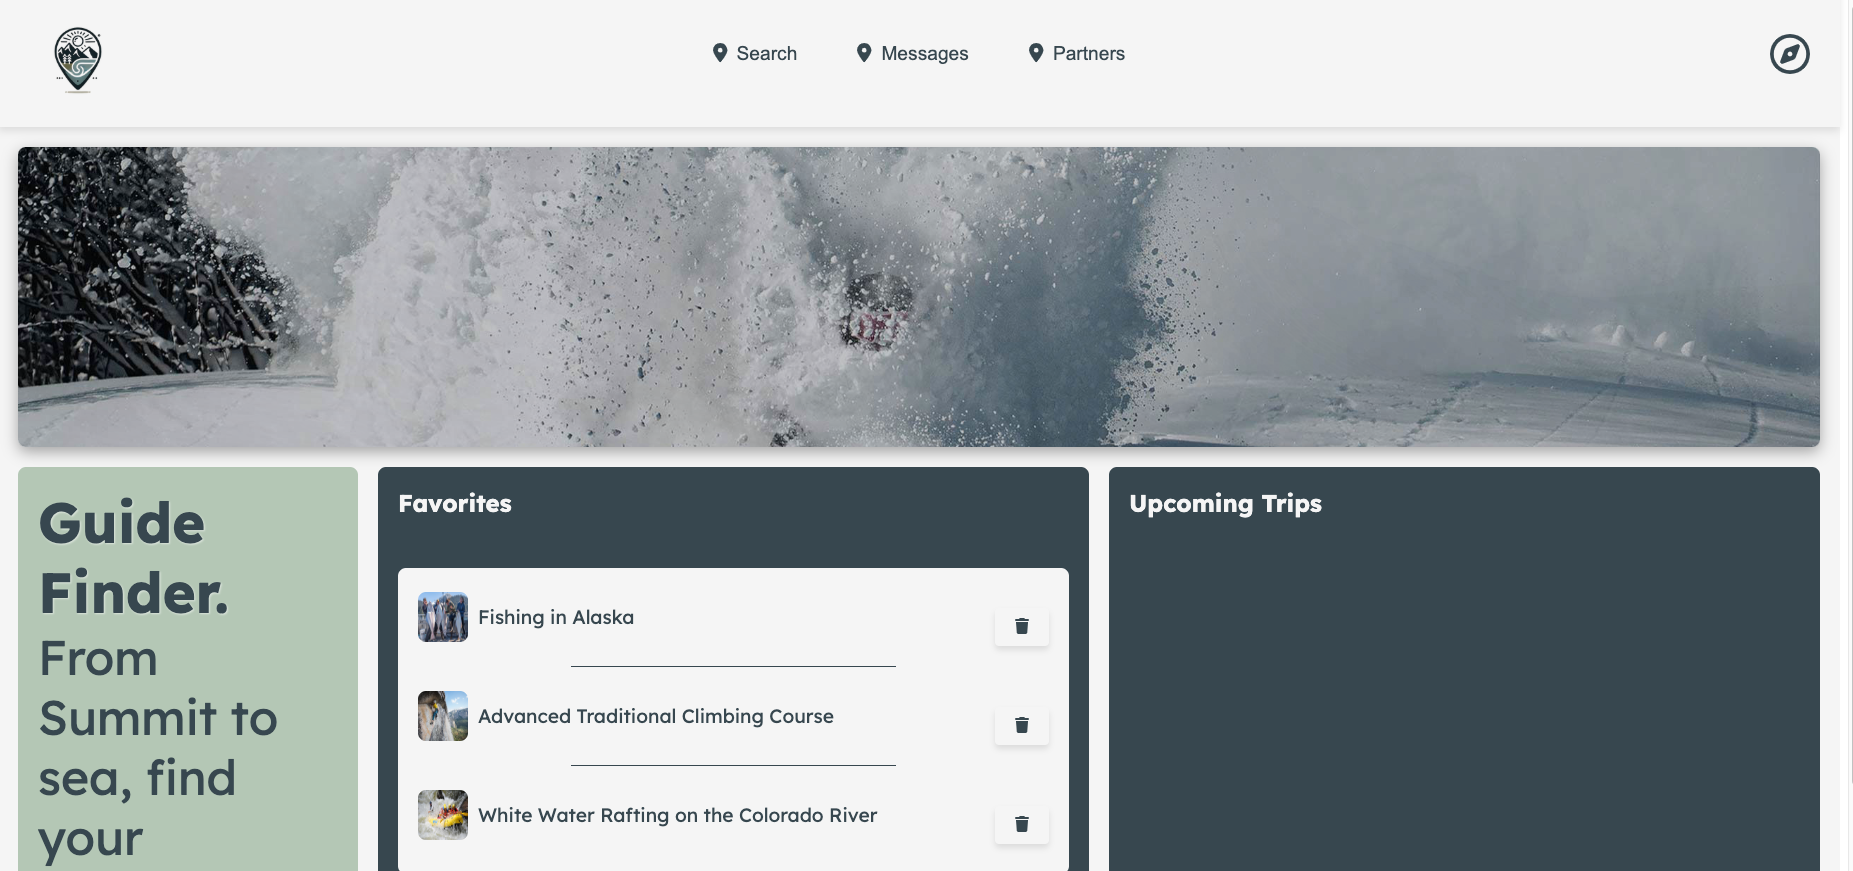 Search
Messages
Partners
Guide
Finder.
From
Summit to
sea, find
your
Favorites
Fishing in Alaska
Advanced Traditional Climbing Course
White Water Rafting on the Colorado River
Upcoming Trips